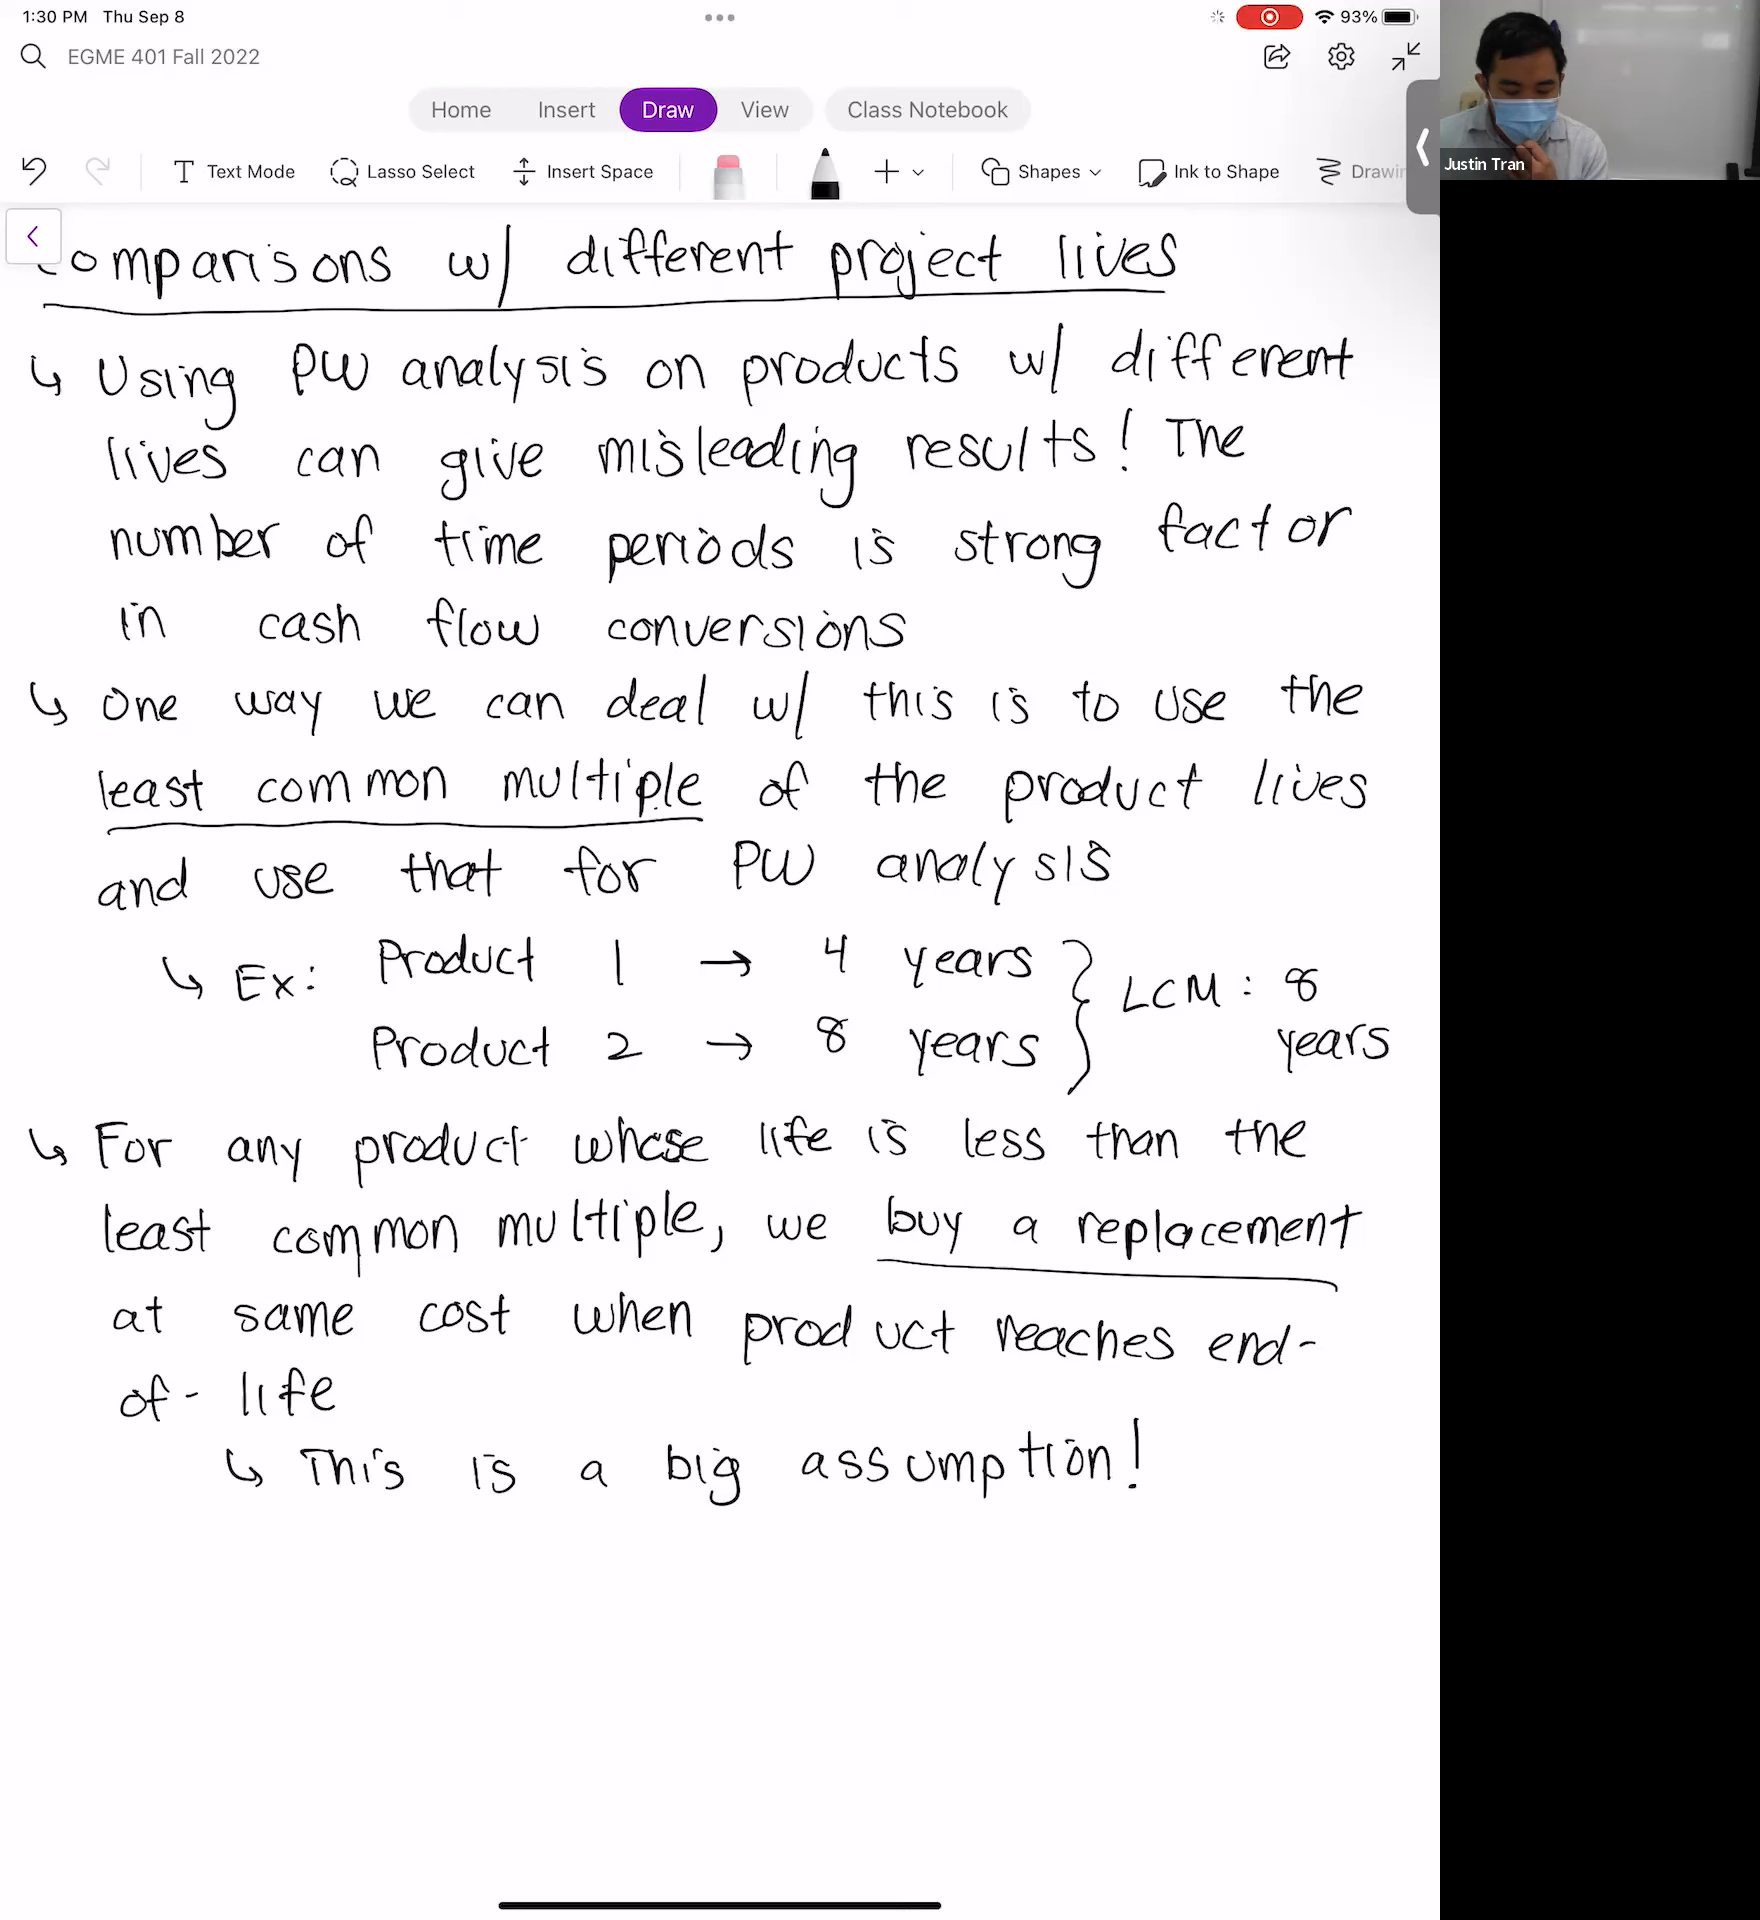 1:30 PM Thu Sep 8
93%
EGME 401 Fall 2022
Home Insert Draw View Class Notebook
Text Mode Lasso Select Insert Space Shapes Ink to Shape Drawi
Justin Tran
omparisons w/ different project lives
↳ Using PW analysis on products w/ different
lives can give misleading results! The
number of time periods is strong factor
in cash flow conversions
↳ One way we can deal w/ this is to use the
least common multiple of the product lives
and use that for PW analysis
↳ Ex: Product 1 → 4 years } LCM: 8
Product 2 → 8 years years
↳ For any product whose life is less than the
least common multiple, we buy a replacement
at same cost when product reaches end-
of-life
↳ This is a big assumption!